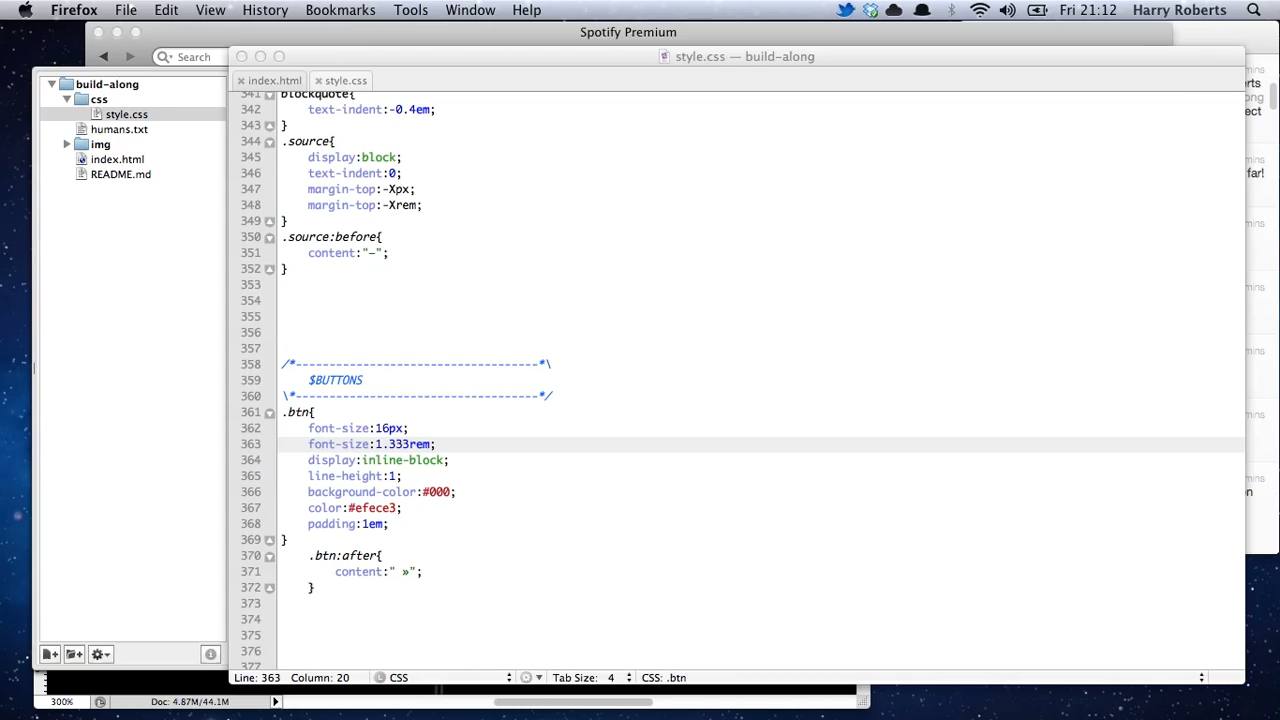 Firefox File Edit View History Bookmarks Tools Window Help Fri 21:12 Harry Roberts
Spotify Premium
Search
style.css — build-along
build-along
css
style.css
humans.txt
img
index.html
README.md
index.html style.css
341 blockquote{
342 text-indent:-0.4em;
343 }
344 .source{
345 display:block;
346 text-indent:0;
347 margin-top:-Xpx;
348 margin-top:-Xrem;
349 }
350 .source:before{
351 content:"—";
352 }
353
354
355
356
357
358 /*------------------------------------*\
359 $BUTTONS
360 \*------------------------------------*/
361 .btn{
362 font-size:16px;
363 font-size:1.333rem;
364 display:inline-block;
365 line-height:1;
366 background-color:#000;
367 color:#efece3;
368 padding:1em;
369 }
370 .btn:after{
371 content:" »";
372 }
373
374
375
376
377
Line: 363 Column: 20 CSS Tab Size: 4 CSS: .btn
300% Doc: 4.87M/44.1M